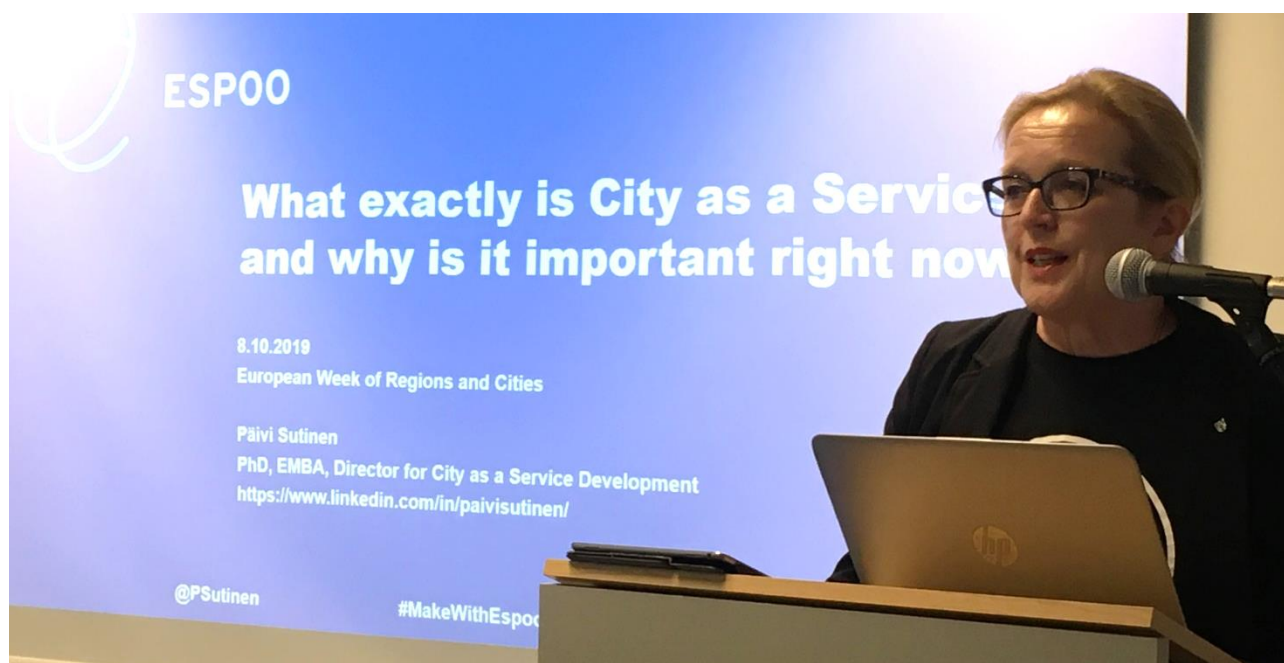 ESPOO
What exactly is City as a Servic
and why is it important right now
8.10.2019
European Week of Regions and Cities
Päivi Sutinen
PhD, EMBA, Director for City as a Service Development
https://www.linkedin.com/in/paivisutinen/
@PSutinen
#MakeWithEspoo
hp